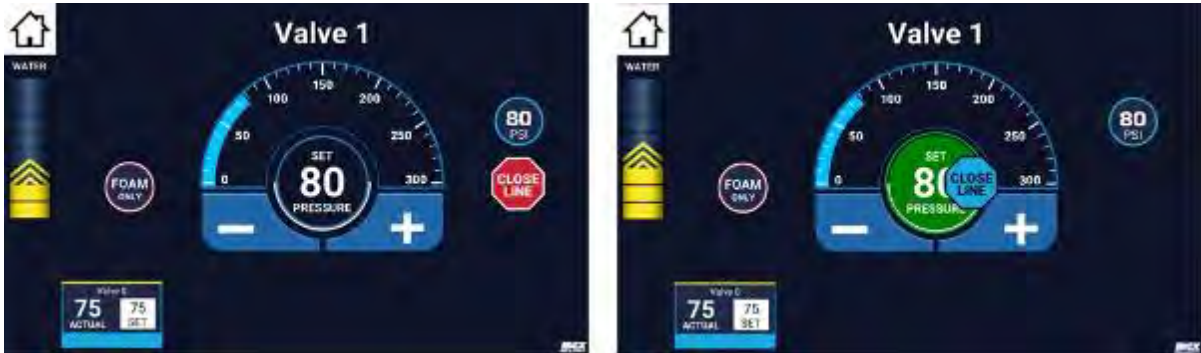 Valve 1
WATER
150
100
200
50
250
0
300
SET
80
PRESSURE
80
PSI
CLOSE
LINE
FOAM
ONLY
75
75
ACTUAL
SET
Valve 1
WATER
150
100
200
50
250
0
300
SET
PRESSURE
80
PSI
CLOSE
LINE
FOAM
ONLY
75
75
ACTUAL
SET